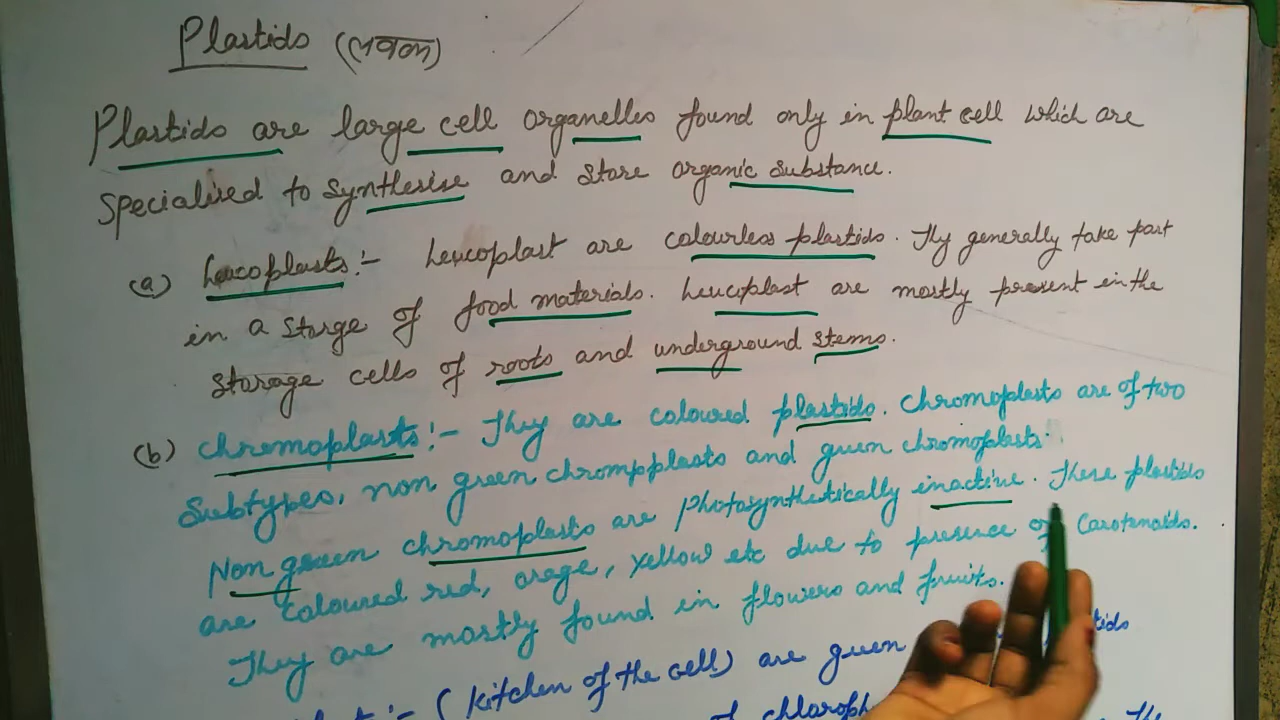 Plastids (लवक)
Plastids are large cell organelles found only in plant cell which are
specialised to synthesise and store organic substance.
(a) Leucoplasts:- Leucoplast are colourless plastids. Thy generally take part
in a storge of food materials. Leucoplast are mostly present in the
storage cells of roots and underground stems.
(b) Chromoplasts:- They are coloured plastids. Chromoplasts are of two
subtypes, non green chromoplasts and green chromoplasts.
Non green chromoplasts are photosynthetically inactive. These plastids
are coloured red, orage, yellow etc due to presence of Carotenoids.
They are mostly found in flowers and fruits.
:- (kitchen of the cell) are green
of chloroph